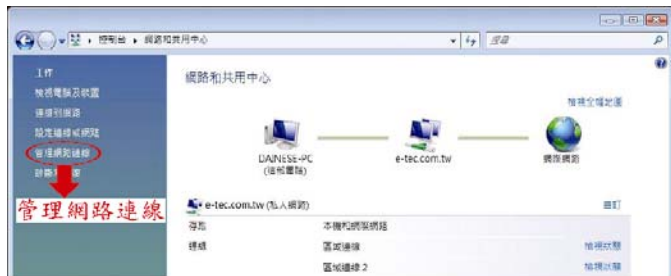 控制台 ▸ 網路和共用中心
搜尋
工作
檢視電腦及裝置
連線到網路
設定連線或網路
管理網路連線
管理網路連線
網路和共用中心
檢視全幅地圖
DAINESE-PC
(這部電腦)
e-tec.com.tw
網際網路
e-tec.com.tw (私人網路)
自訂
存取
本機和網際網路
連線
區域連線
檢視狀態
區域連線 2
檢視狀態